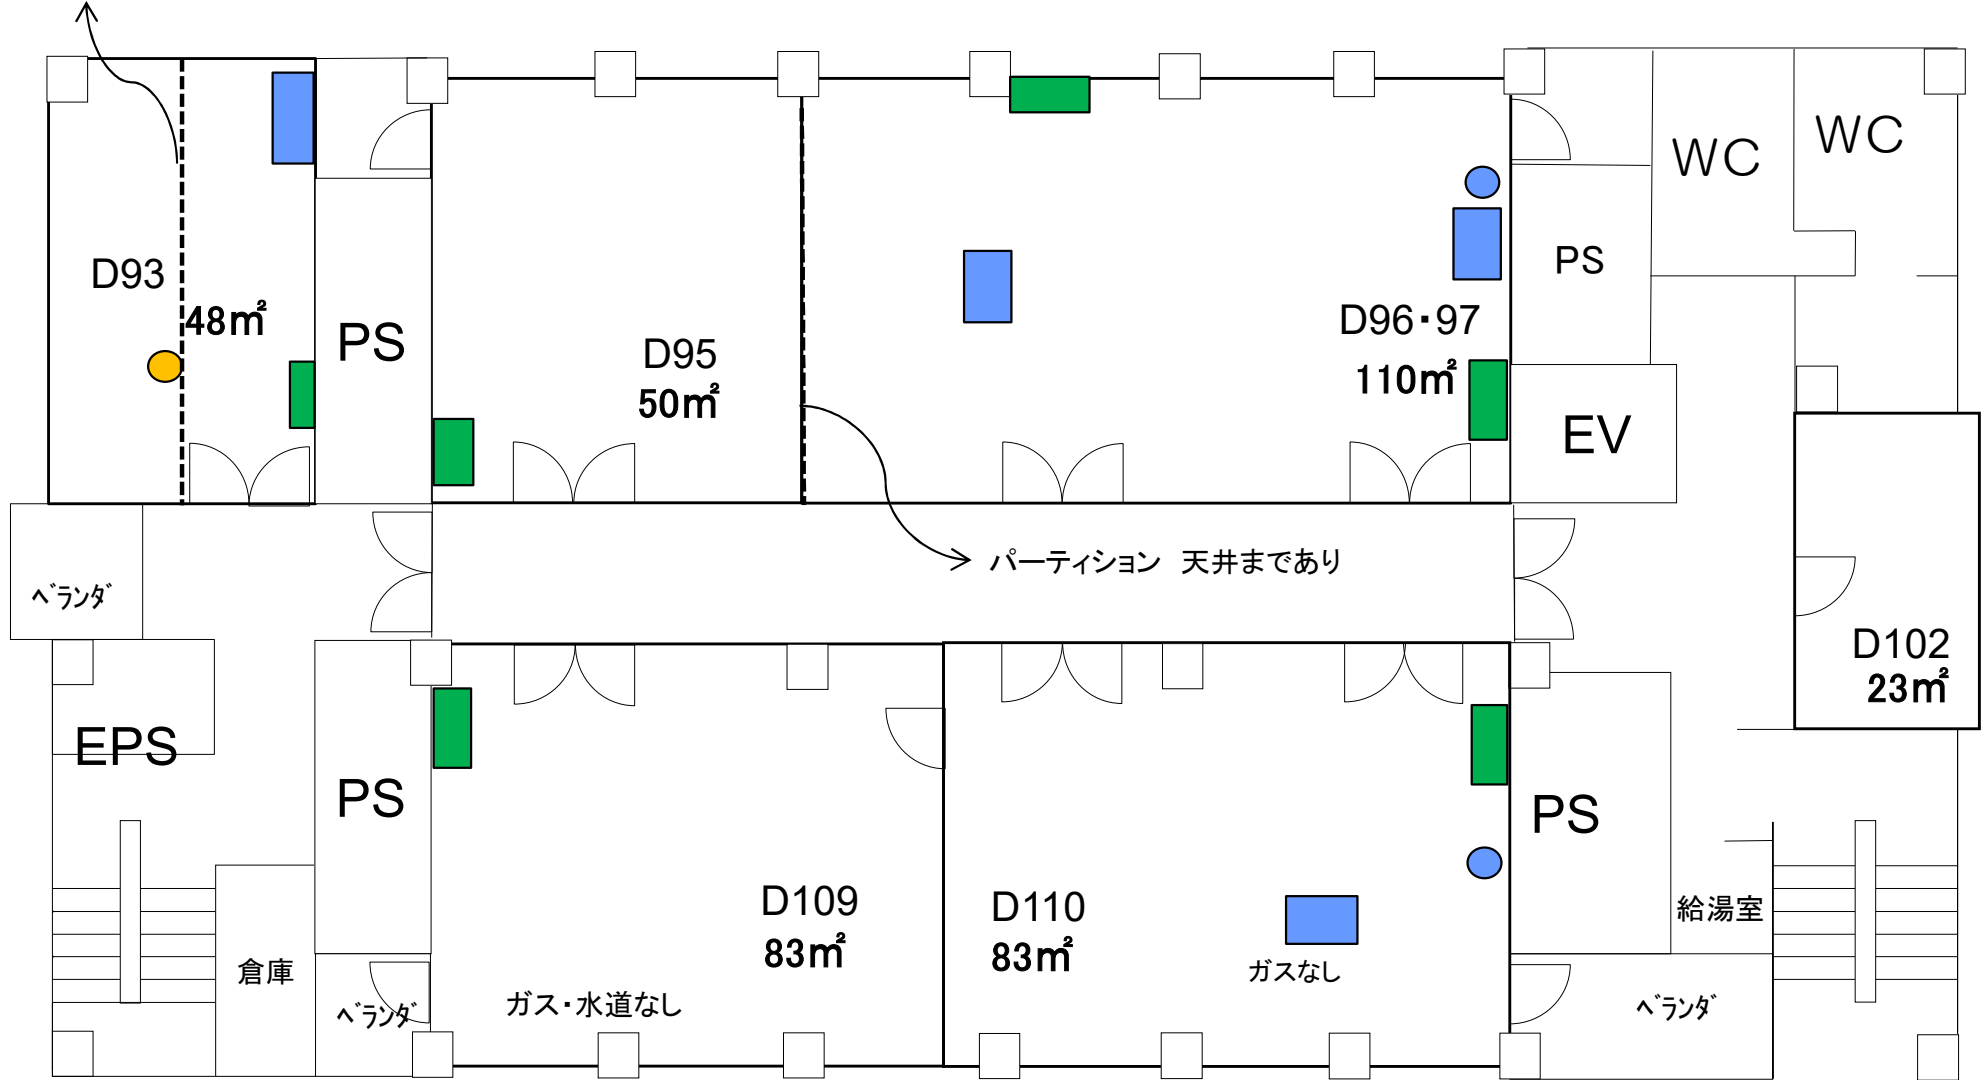 WC
WC
D93
48㎡
PS
D95
50㎡
PS
D96・97
110㎡
EV
パーティション 天井まであり
ベランダ
D102
23㎡
EPS
PS
PS
D109
83㎡
D110
83㎡
給湯室
倉庫
ガスなし
ベランダ
ガス・水道なし
ベランダ